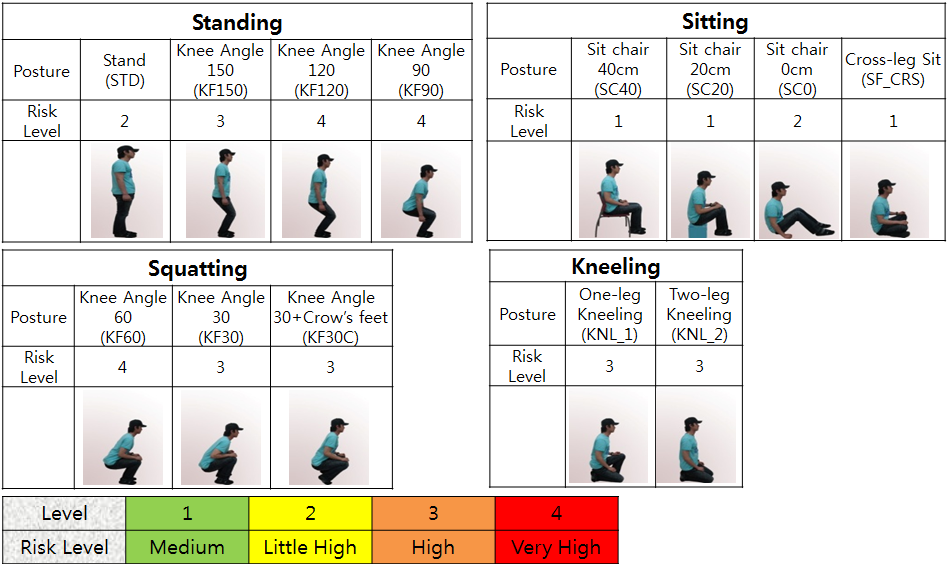 Standing
Posture
Stand
(STD)
Knee Angle
150
(KF150)
Knee Angle
120
(KF120)
Knee Angle
90
(KF90)
Risk
Level
2
3
4
4
Sitting
Posture
Sit chair
40cm
(SC40)
Sit chair
20cm
(SC20)
Sit chair
0cm
(SC0)
Cross-leg Sit
(SF_CRS)
Risk
Level
1
1
2
1
Squatting
Posture
Knee Angle
60
(KF60)
Knee Angle
30
(KF30)
Knee Angle
30+Crow's feet
(KF30C)
Risk
Level
4
3
3
Kneeling
Posture
One-leg
Kneeling
(KNL_1)
Two-leg
Kneeling
(KNL_2)
Risk
Level
3
3
Level
1
2
3
4
Risk Level
Medium
Little High
High
Very High